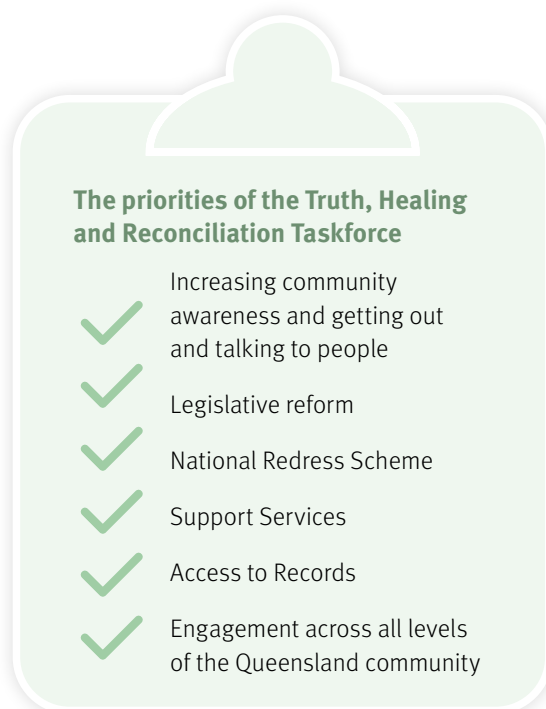 The priorities of the Truth, Healing
and Reconciliation Taskforce
Increasing community
awareness and getting out
and talking to people
Legislative reform
National Redress Scheme
Support Services
Access to Records
Engagement across all levels
of the Queensland community